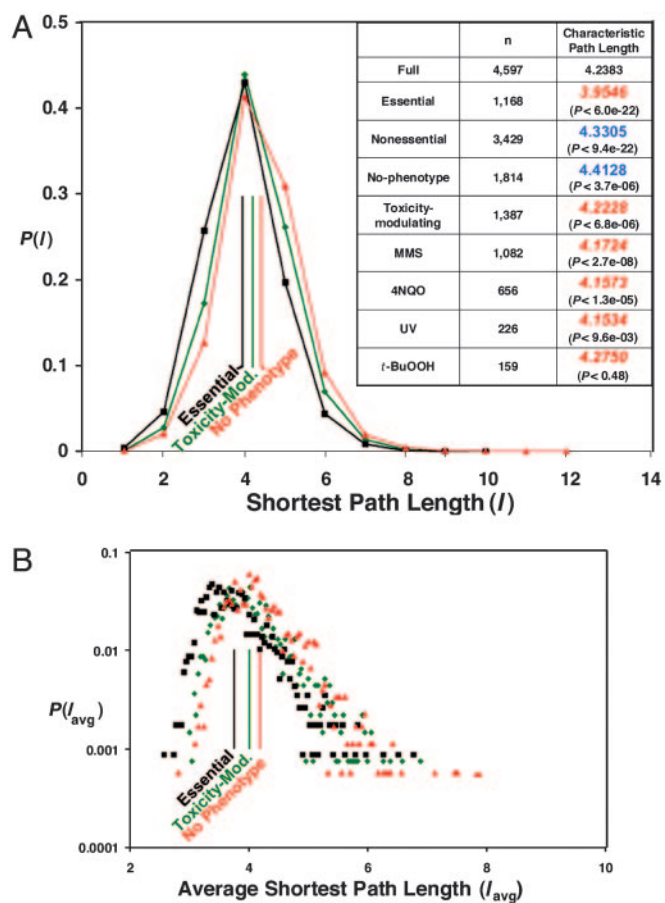 A
0.5
0.4
0.3
P(l)
0.2
0.1
0
0 2 4 6 8 10 12 14
Shortest Path Length (l)
Essential
Toxicity-Mod.
No Phenotype
n Characteristic Path Length
Full 4,597 4.2383
Essential 1,168 3.9546
(P< 6.0e-22)
Nonessential 3,429 4.3305
(P< 9.4e-22)
No-phenotype 1,814 4.4128
(P< 3.7e-06)
Toxicity-modulating 1,387 4.2228
(P< 6.8e-06)
MMS 1,082 4.1724
(P< 2.7e-08)
4NQO 656 4.1573
(P< 1.3e-05)
UV 226 4.1534
(P< 9.6e-03)
t-BuOOH 159 4.2750
(P< 0.48)
B
0.1
0.01
P(lavg)
0.001
0.0001
2 4 6 8 10
Average Shortest Path Length (lavg)
Essential
Toxicity-Mod.
No Phenotype